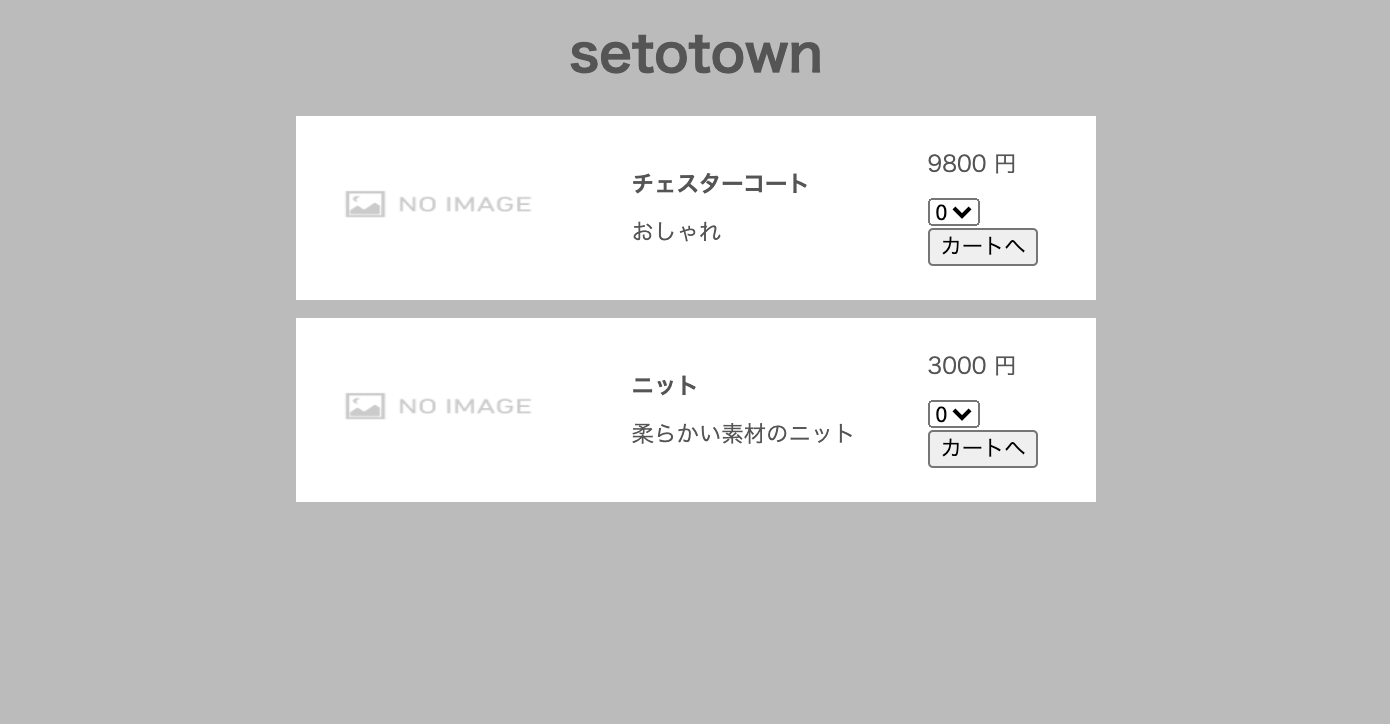 setotown
NO IMAGE
チェスターコート
おしゃれ
9800 円
0
カートへ
NO IMAGE
ニット
柔らかい素材のニット
3000 円
0
カートへ